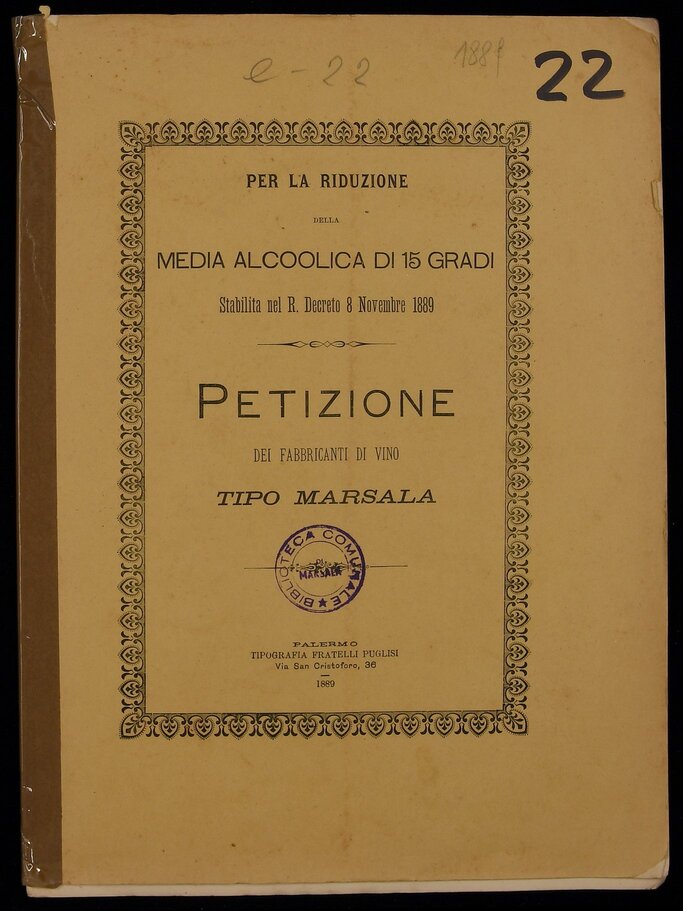 e - 22
1889
22
PER LA RIDUZIONE
DELLA
MEDIA ALCOOLICA DI 15 GRADI
Stabilita nel R. Decreto 8 Novembre 1889
PETIZIONE
DEI FABBRICANTI DI VINO
TIPO MARSALA
BIBLIOTECA COMUNALE
DI
MARSALA
PALERMO
TIPOGRAFIA FRATELLI PUGLISI
Via San Cristoforo, 36
1889